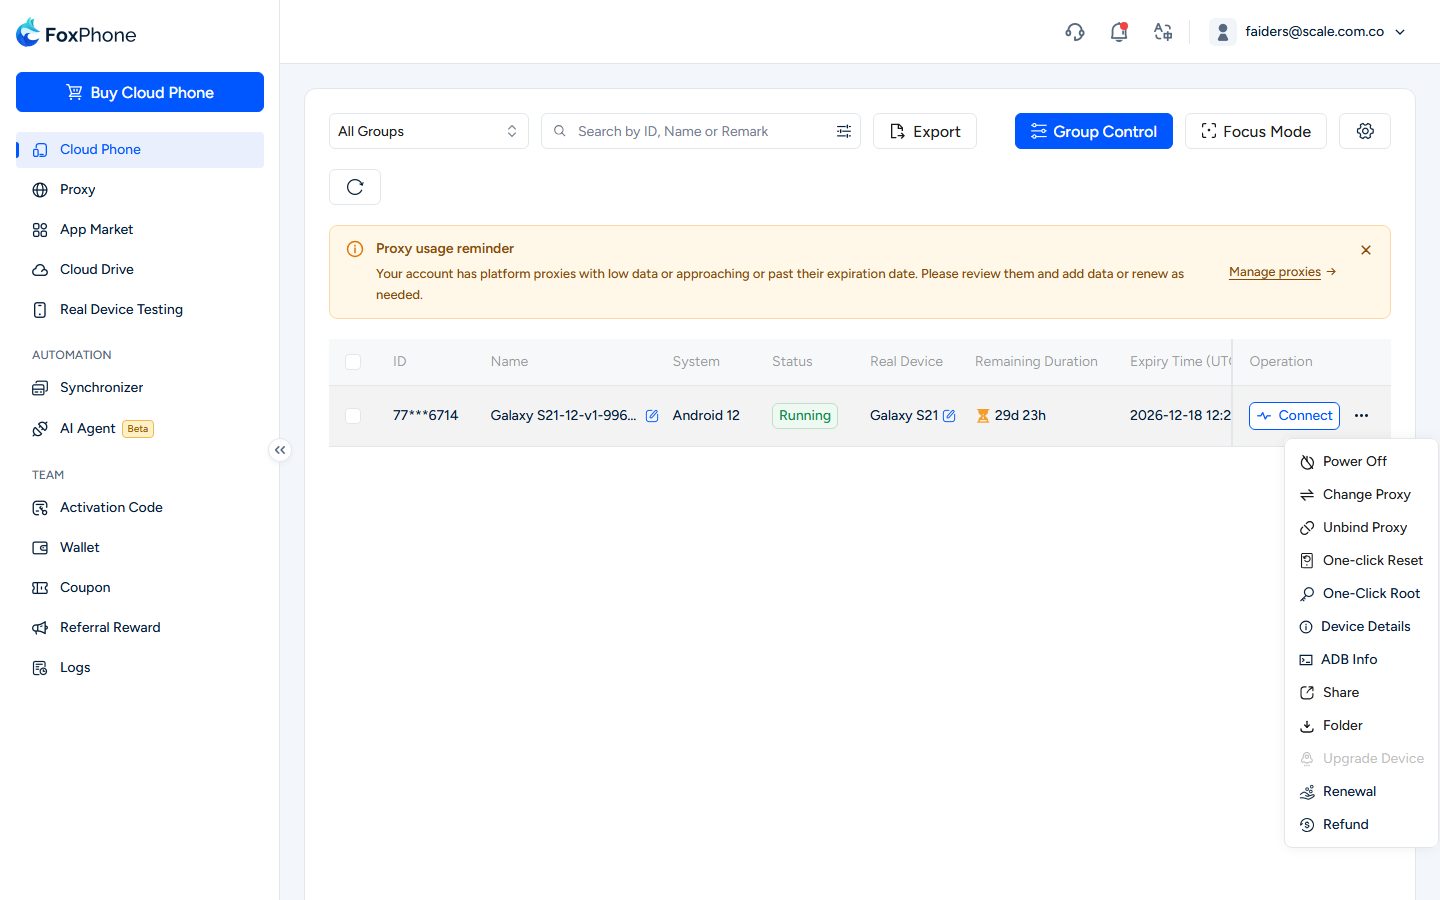 FoxPhone
faiders@scale.com.co
Buy Cloud Phone
Cloud Phone
Proxy
App Market
Cloud Drive
Real Device Testing
AUTOMATION
Synchronizer
AI Agent Beta
TEAM
Activation Code
Wallet
Coupon
Referral Reward
Logs
All Groups
Search by ID, Name or Remark
Export
Group Control
Focus Mode
Proxy usage reminder
Your account has platform proxies with low data or approaching or past their expiration date. Please review them and add data or renew as
needed.
Manage proxies →
ID Name System Status Real Device Remaining Duration Expiry Time (UTC Operation
77***6714 Galaxy S21-12-v1-996... Android 12 Running Galaxy S21 29d 23h 2026-12-18 12:2 Connect
Power Off
Change Proxy
Unbind Proxy
One-click Reset
One-Click Root
Device Details
ADB Info
Share
Folder
Upgrade Device
Renewal
Refund